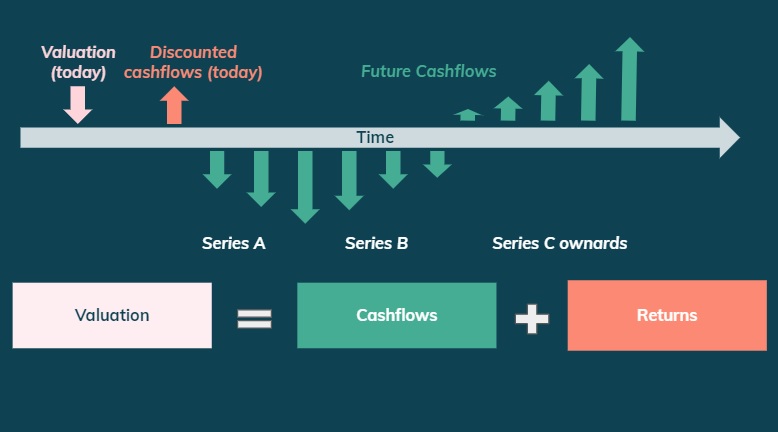 Valuation
(today)
Discounted
cashflows (today)
Future Cashflows
Time
Series A
Series B
Series C ownards
Valuation
Cashflows
Returns